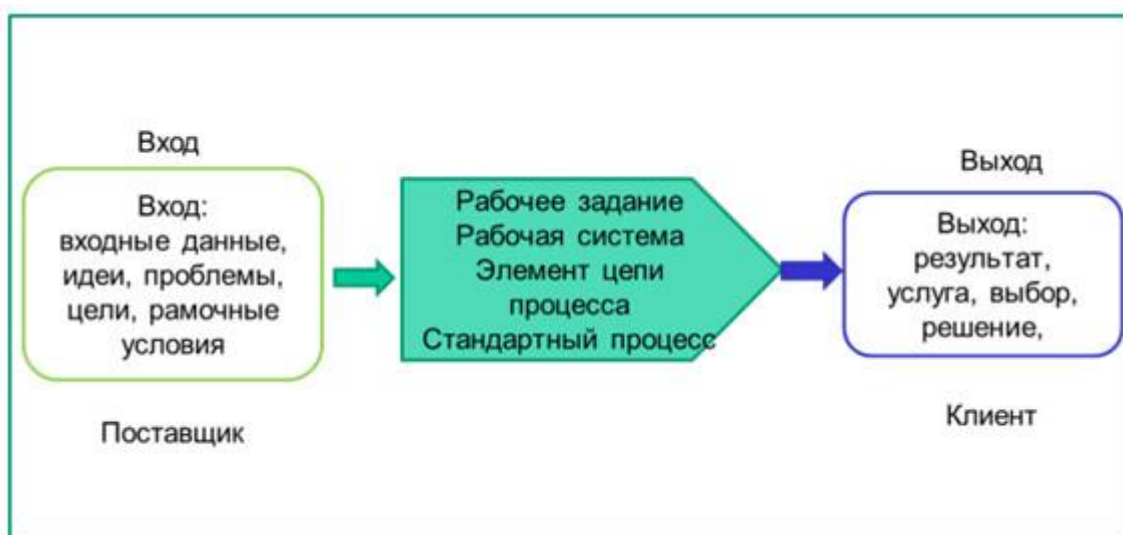 Вход
Вход:
входные данные,
идеи, проблемы,
цели, рамочные
условия
Поставщик
Рабочее задание
Рабочая система
Элемент цепи
процесса
Стандартный процесс
Выход
Выход:
результат,
услуга, выбор,
решение,
Клиент